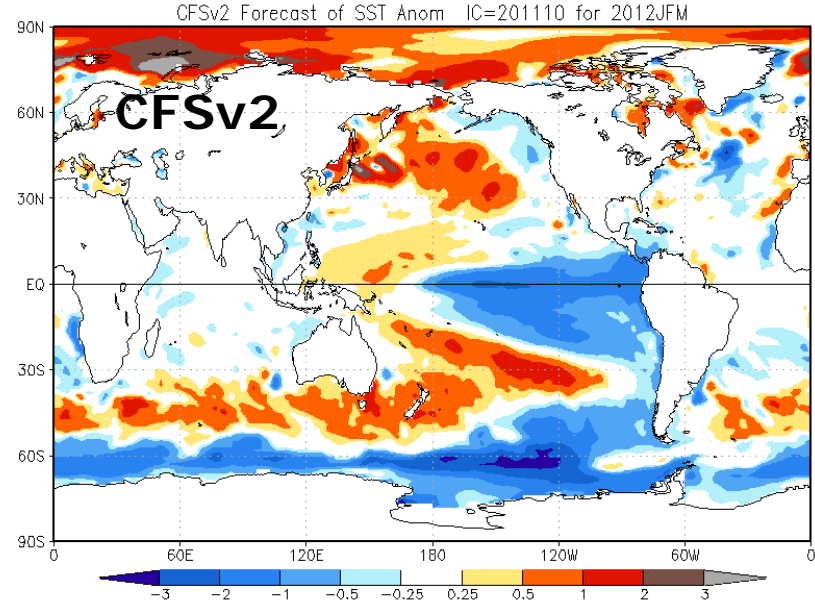 CFSv2 Forecast of SST Anom IC=201110 for 2012JFM
90N
60N
30N
EQ
30S
60S
90S
CFSv2
0 60E 120E 180 120W 60W 0
-3 -2 -1 -0.5 -0.25 0.25 0.5 1 2 3